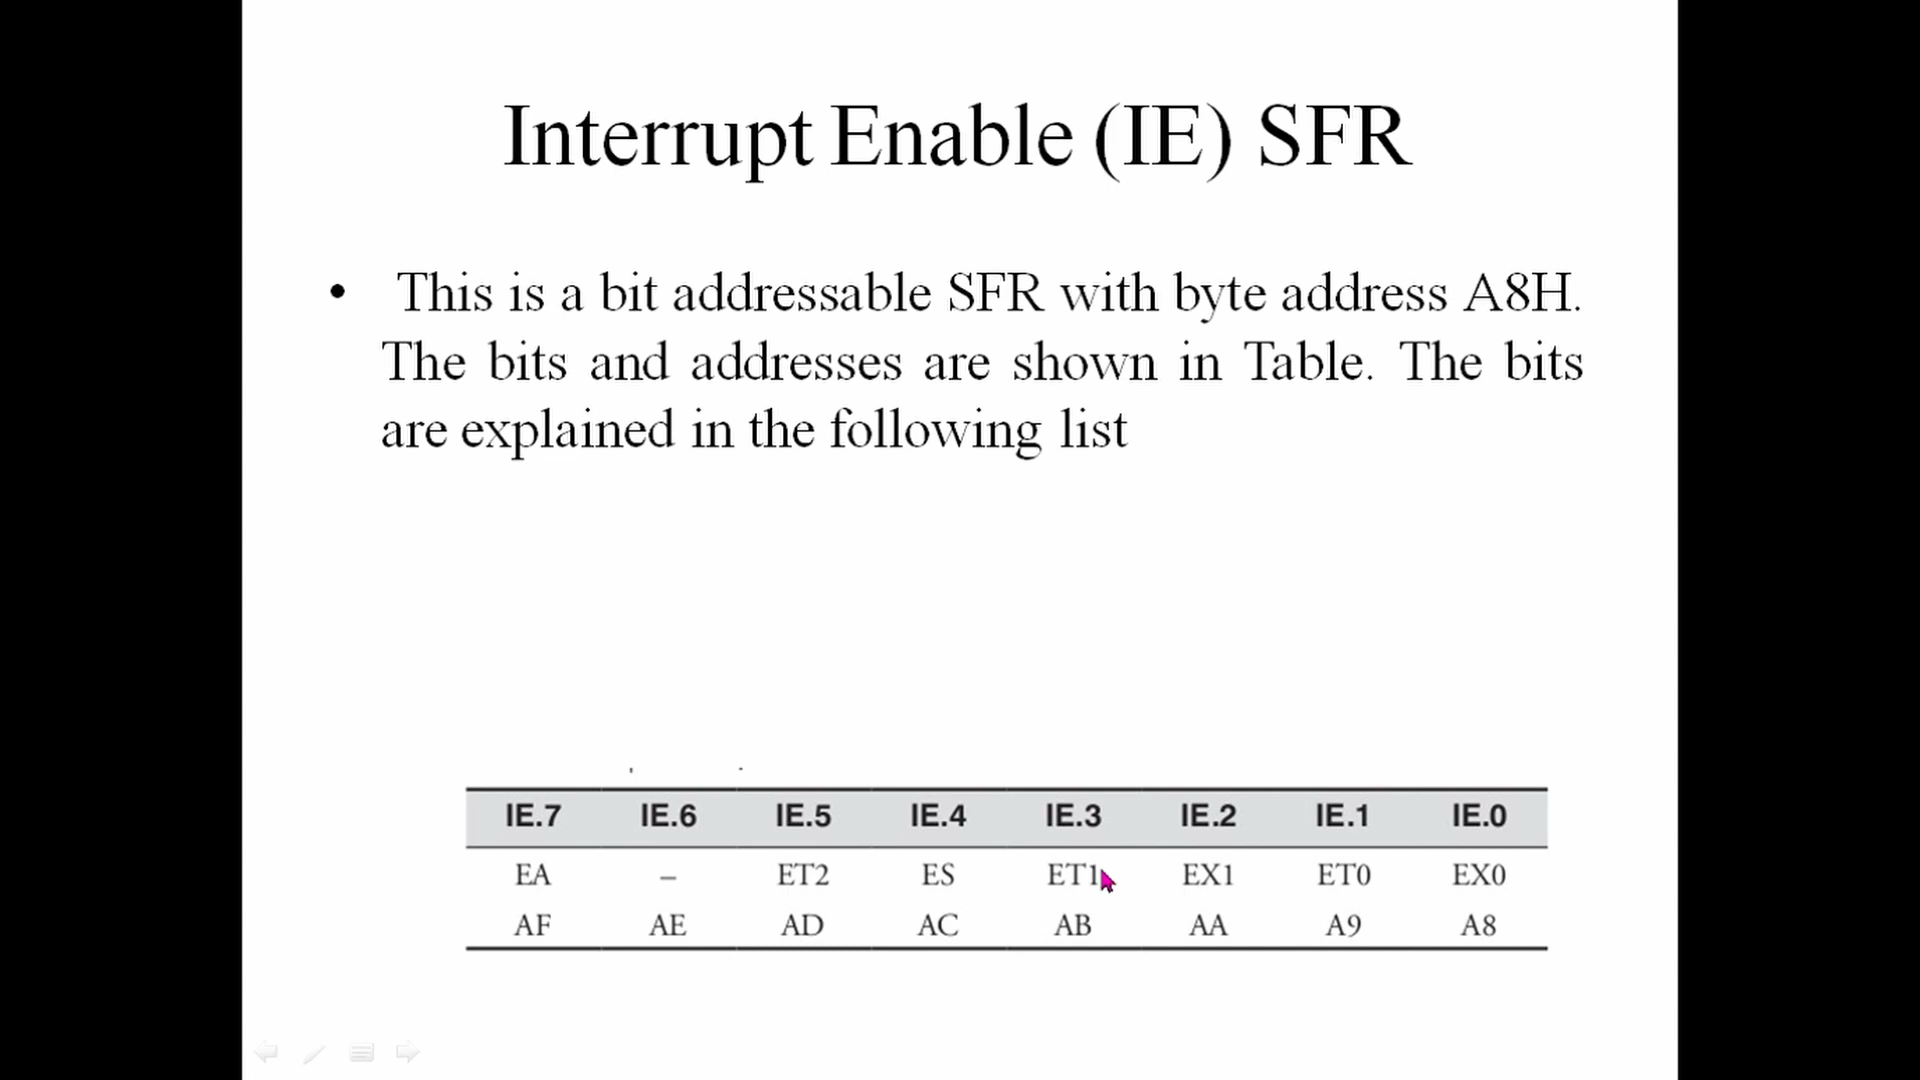 Interrupt Enable (IE) SFR
• This is a bit addressable SFR with byte address A8H.
The bits and addresses are shown in Table. The bits
are explained in the following list
IE.7 IE.6 IE.5 IE.4 IE.3 IE.2 IE.1 IE.0
EA – ET2 ES ET1 EX1 ET0 EX0
AF AE AD AC AB AA A9 A8